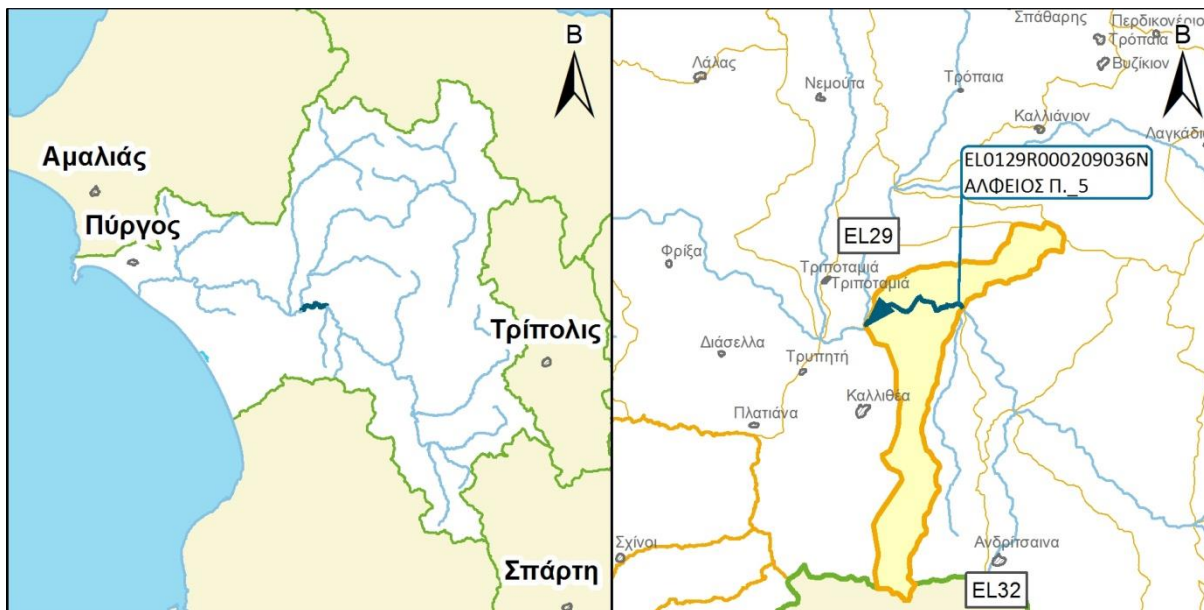 Β
Αμαλιάς
Πύργος
Τρίπολις
Σπάρτη
Σπάθαρης
Περδικονέριο
Β
Τρόπαια
Λάλας
Βυζίκιον
Νεμούτα
Τρόπαια
Καλλιάνιον
Λαγκάδι
EL0129R000209036N
ΑΛΦΕΙΟΣ Π._5
EL29
Φρίξα
Τριποταμιά
Τριποταμιά
Διάσελλα
Τρυπητή
Καλλιθέα
Πλατιάνα
Σχίνοι
Ανδρίτσαινα
EL32